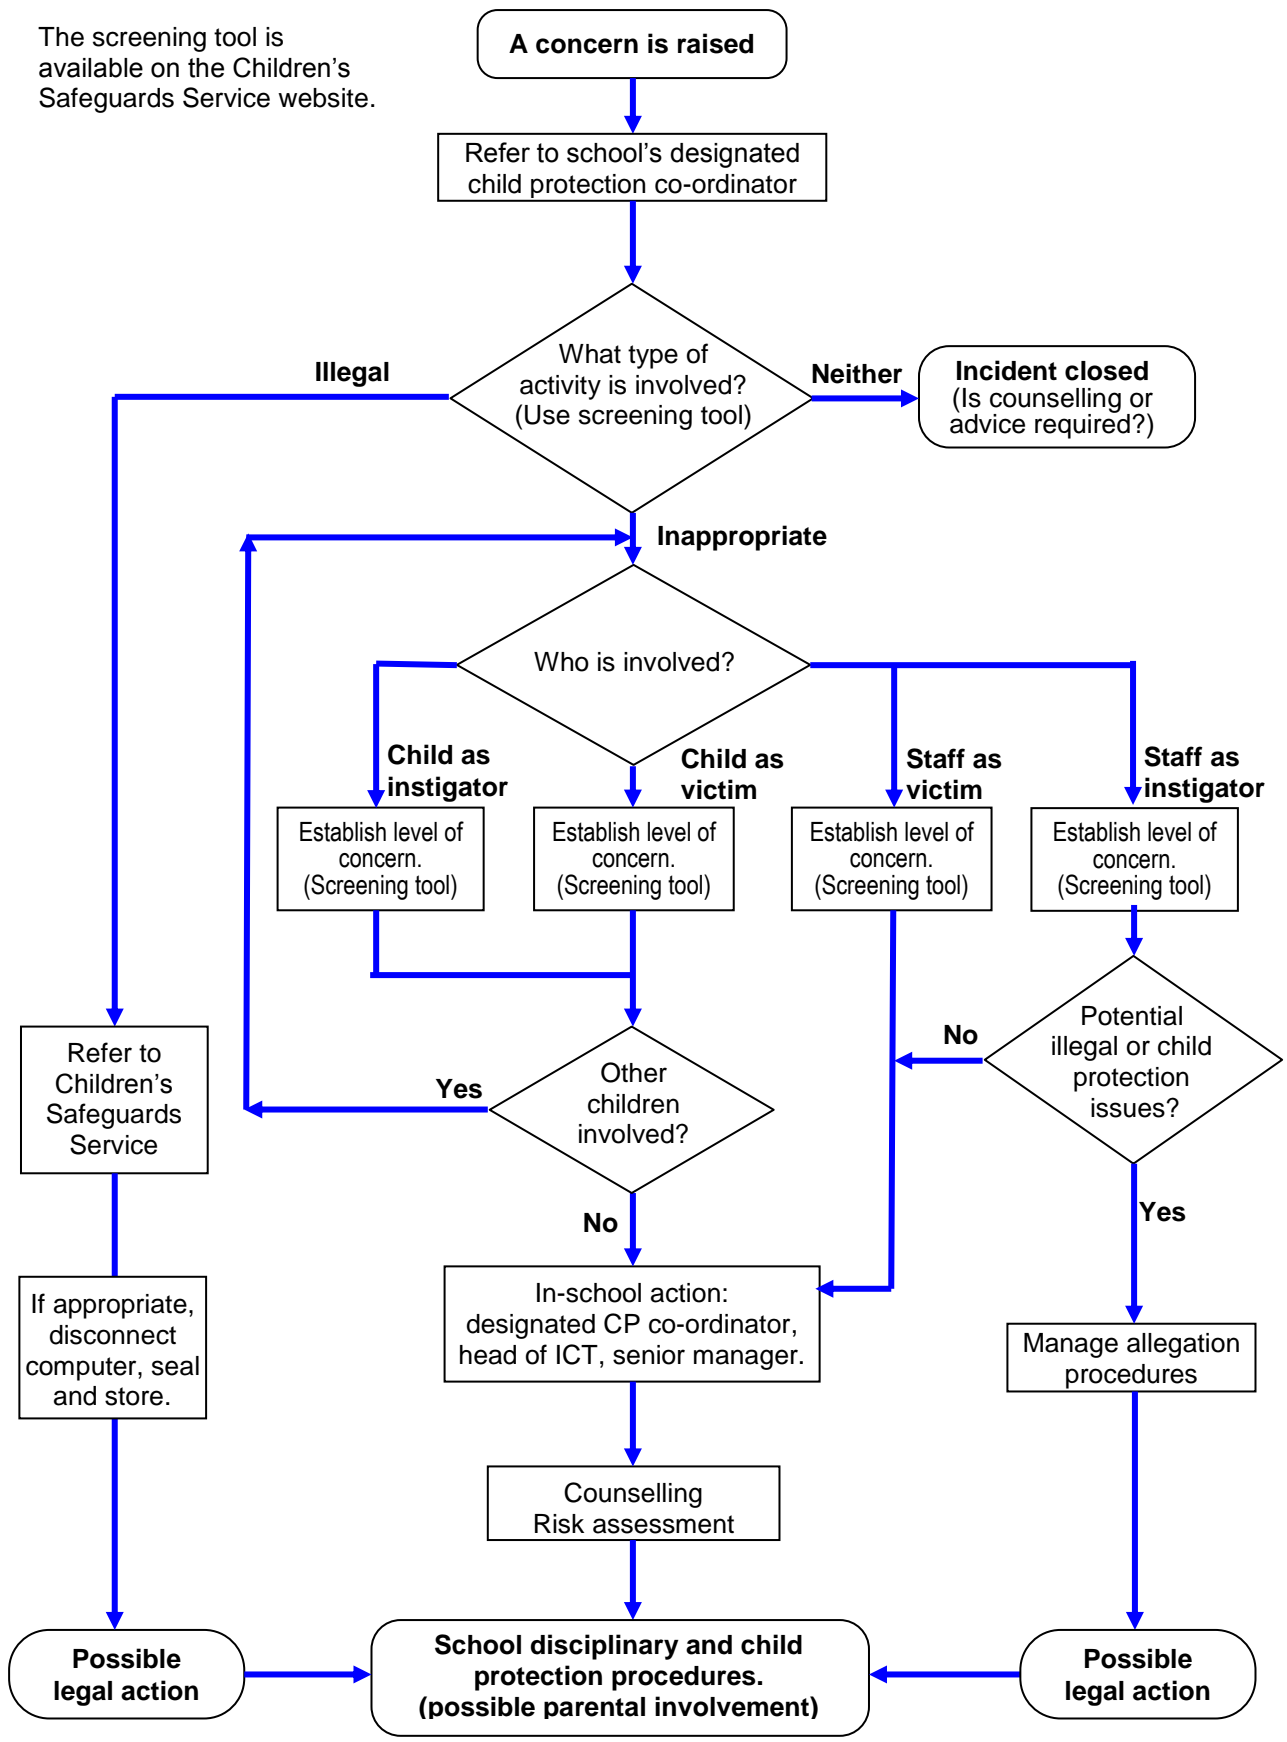 The screening tool is
available on the Children's
Safeguards Service website.
A concern is raised
Refer to school's designated
child protection co-ordinator
What type of
activity is involved?
(Use screening tool)
Illegal
Neither
Incident closed
(Is counselling or
advice required?)
Inappropriate
Who is involved?
Child as
instigator
Child as
victim
Staff as
victim
Staff as
instigator
Establish level of
concern.
(Screening tool)
Establish level of
concern.
(Screening tool)
Establish level of
concern.
(Screening tool)
Establish level of
concern.
(Screening tool)
Refer to
Children's
Safeguards
Service
Yes
Other
children
involved?
No
Potential
illegal or child
protection
issues?
No
Yes
If appropriate,
disconnect
computer, seal
and store.
In-school action:
designated CP co-ordinator,
head of ICT, senior manager.
Manage allegation
procedures
Counselling
Risk assessment
Possible
legal action
School disciplinary and child
protection procedures.
(possible parental involvement)
Possible
legal action